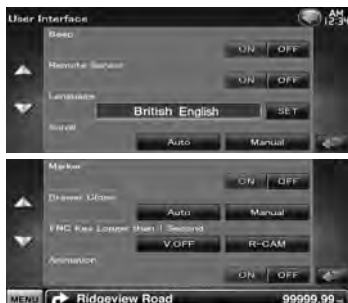 User Interface
AM
12:34
Beep
ON OFF
Remote Sensor
ON OFF
Language
British English SET
Scroll
Auto Manual
Marker
ON OFF
Drawer Close
Auto Manual
FNC Key Longer than 1 Second
V.OFF R-CAM
Animation
ON OFF
MENU Ridgeview Road 99999.99